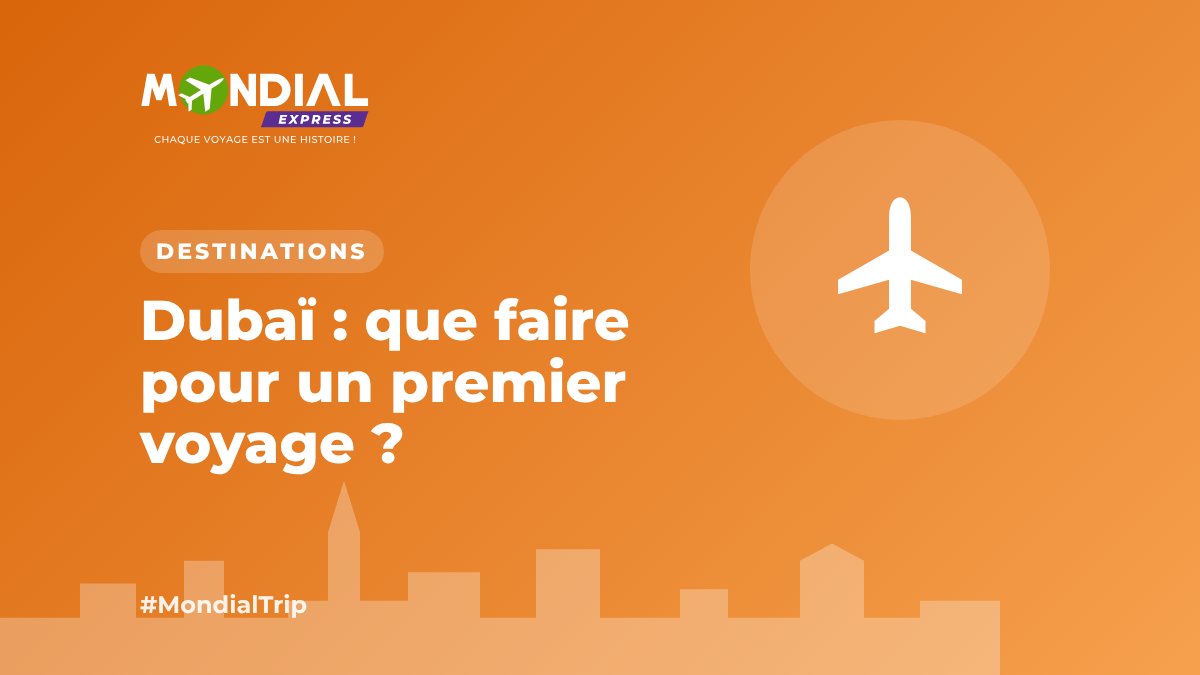 MONDIAL
EXPRESS
CHAQUE VOYAGE EST UNE HISTOIRE !
DESTINATIONS
Dubaï : que faire
pour un premier
voyage ?
#MondialTrip